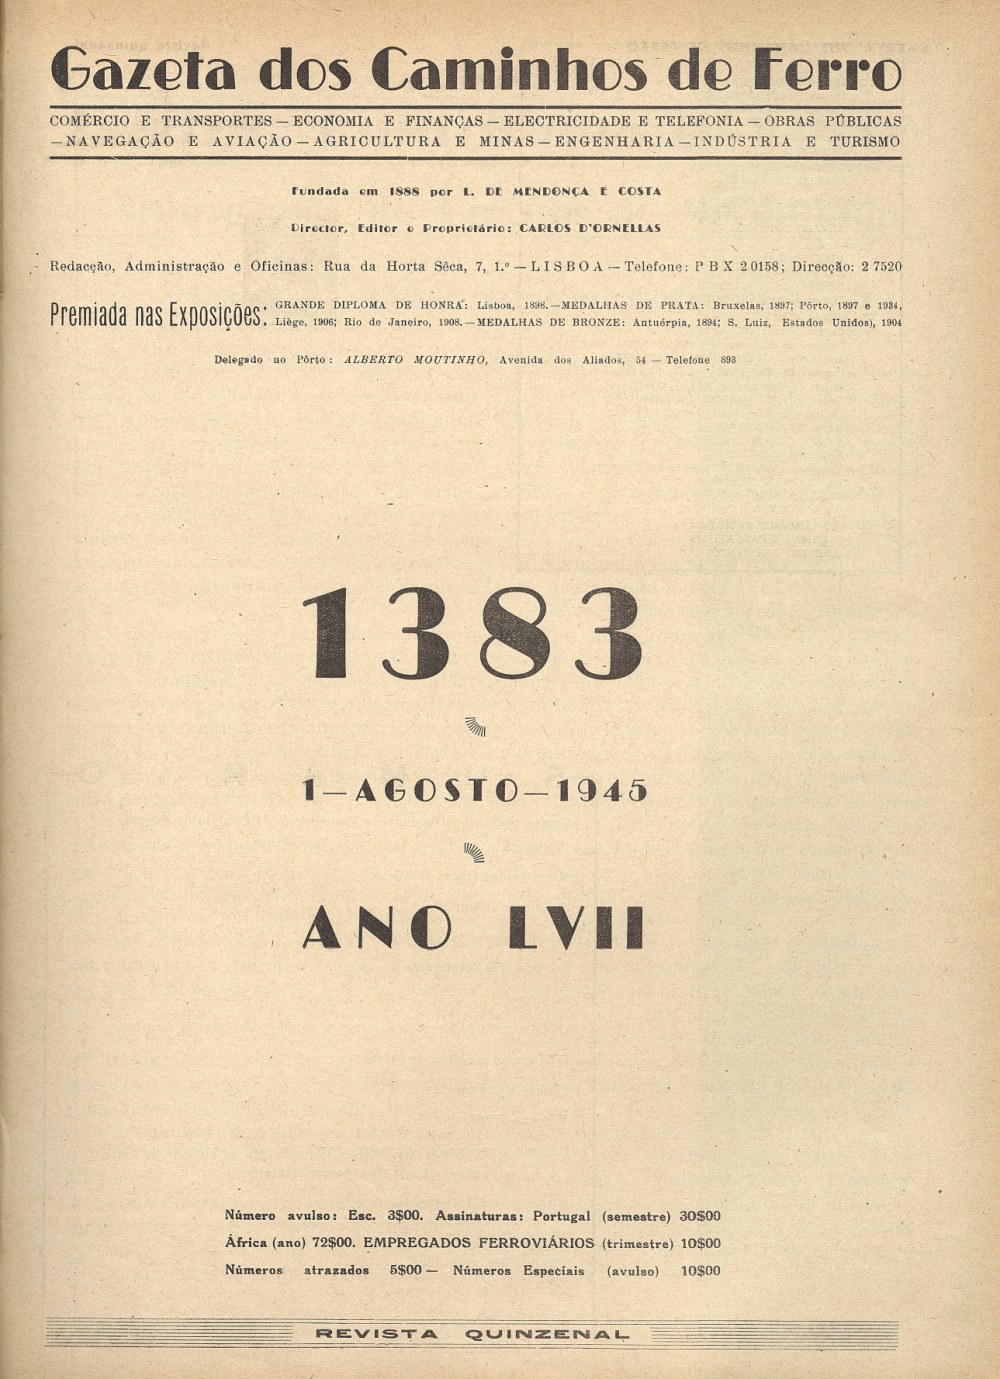 Gazeta dos Caminhos de Ferro
COMÉRCIO E TRANSPORTES — ECONOMIA E FINANÇAS — ELECTRICIDADE E TELEFONIA — OBRAS PÚBLICAS
— NAVEGAÇÃO E AVIAÇÃO — AGRICULTURA E MINAS — ENGENHARIA — INDÚSTRIA E TURISMO
Fundada em 1888 por L. DE MENDONÇA E COSTA
Director, Editor e Proprietário: CARLOS D'ORNELLAS
Redacção, Administração e Oficinas: Rua da Horta Sêca, 7, 1.º — LISBOA — Telefone: P B X 2 0158; Direcção: 2 7520
Premiada nas Exposições:
GRANDE DIPLOMA DE HONRA: Lisboa, 1898. — MEDALHAS DE PRATA: Bruxelas, 1897; Pôrto, 1897 e 1934,
Liège, 1906; Rio de Janeiro, 1908. — MEDALHAS DE BRONZE: Antuérpia, 1894; S. Luiz, Estados Unidos), 1904
Delegado no Pôrto: ALBERTO MOUTINHO, Avenida dos Aliados, 54 — Telefone 893
1383
1 — AGOSTO — 1945
ANO LVII
Número avulso: Esc. 3$00. Assinaturas: Portugal (semestre) 30$00
África (ano) 72$00. EMPREGADOS FERROVIÁRIOS (trimestre) 10$00
Números atrazados 5$00 — Números Especiais (avulso) 10$00
REVISTA QUINZENAL